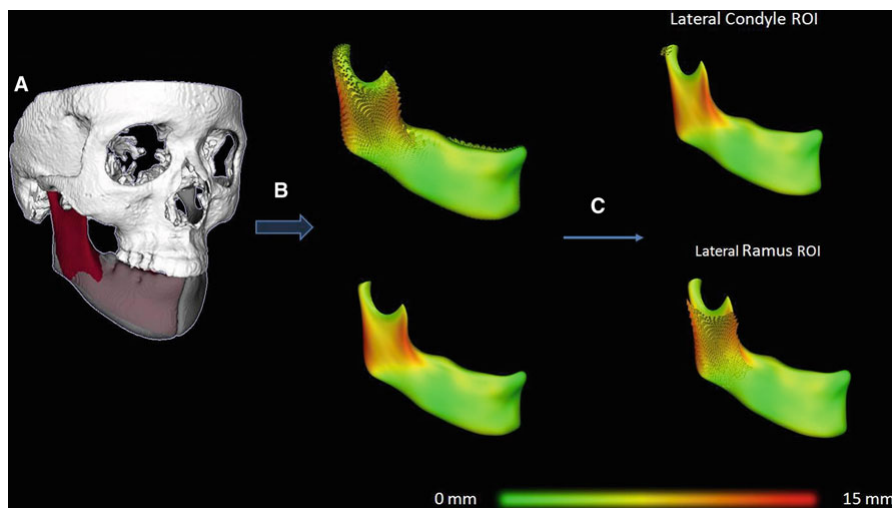 Lateral Condyle ROI
A
B
C
Lateral Ramus ROI
0 mm
15 mm